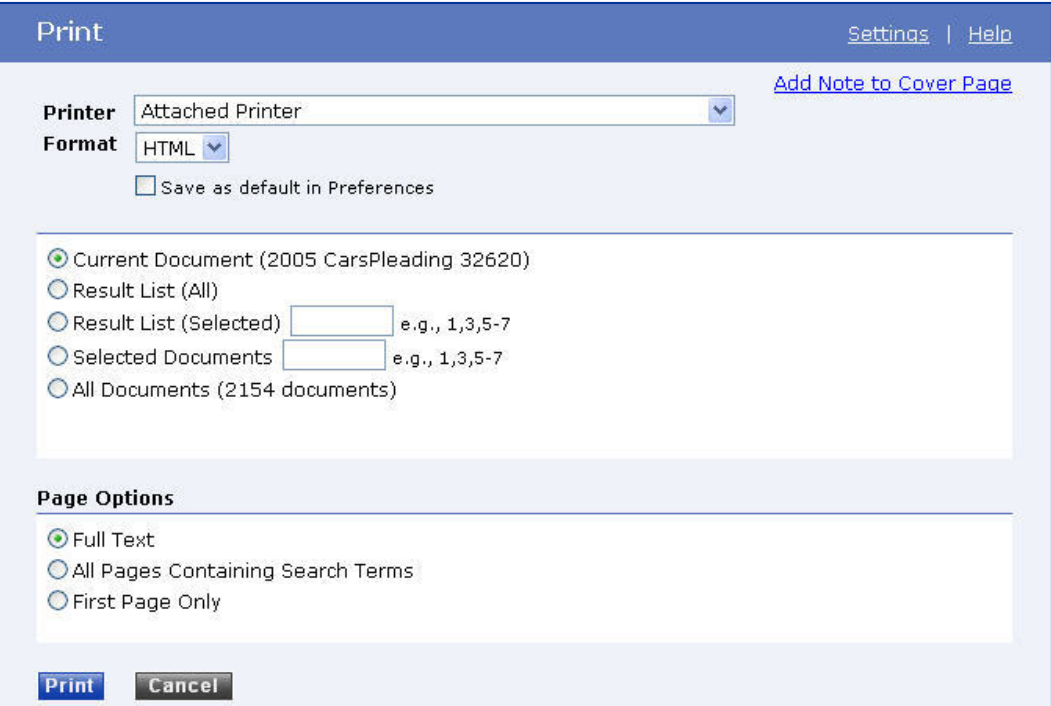 Print
Settings | Help
Add Note to Cover Page
Printer Attached Printer
Format HTML
Save as default in Preferences
Current Document (2005 CarsPleading 32620)
Result List (All)
Result List (Selected) e.g., 1,3,5-7
Selected Documents e.g., 1,3,5-7
All Documents (2154 documents)
Page Options
Full Text
All Pages Containing Search Terms
First Page Only
Print Cancel